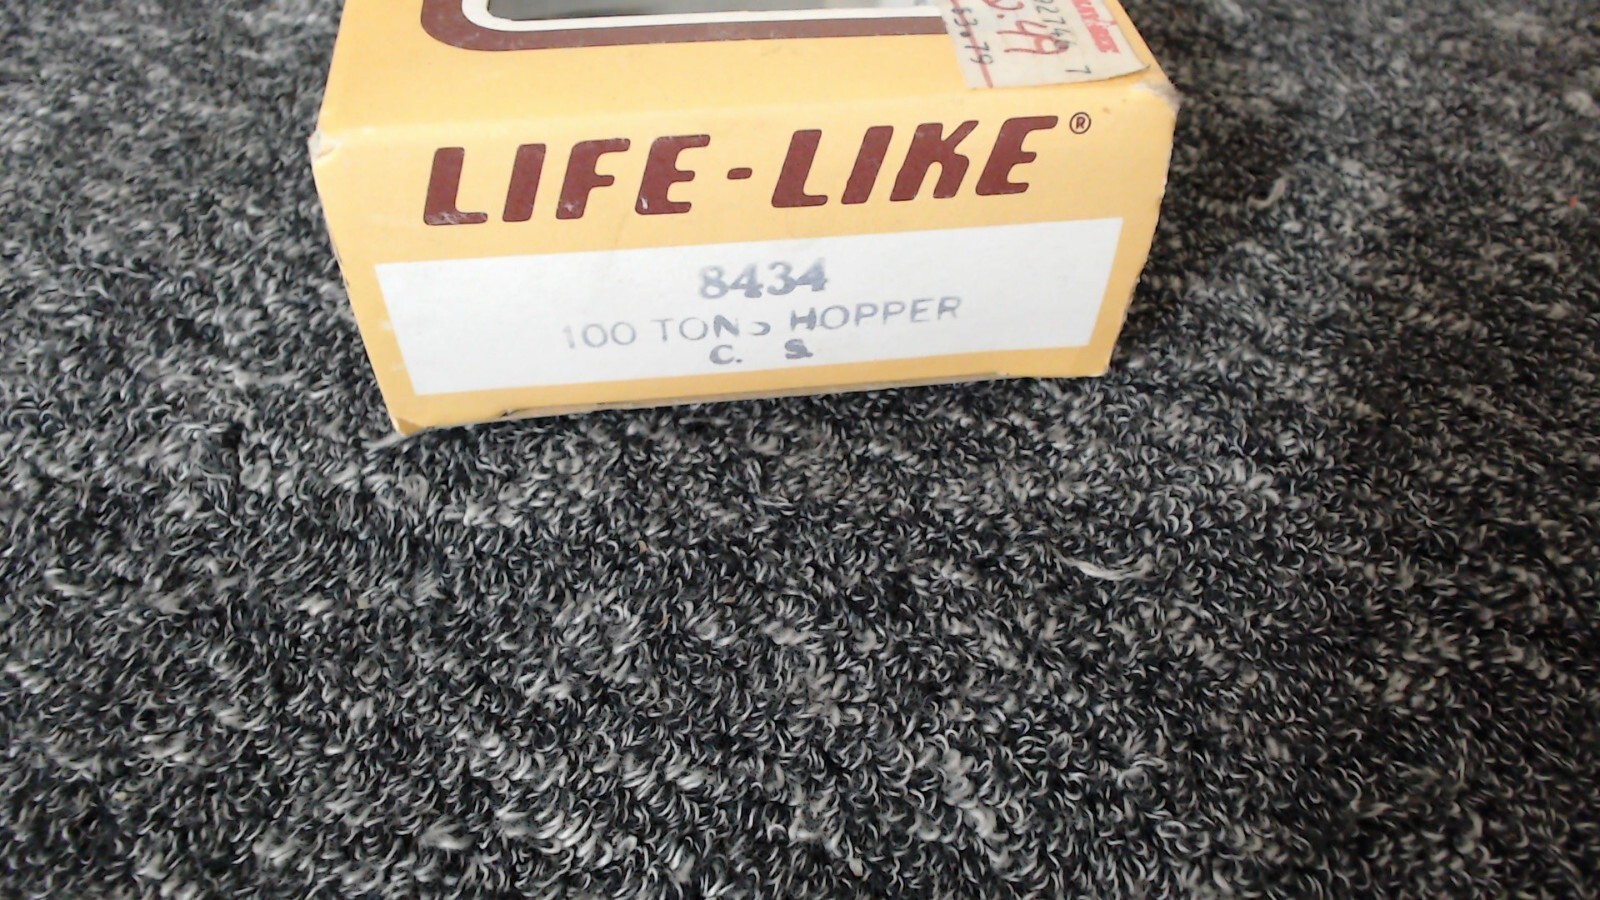 LIFE-LIKE®
8434
100 TONS HOPPER
C. S.